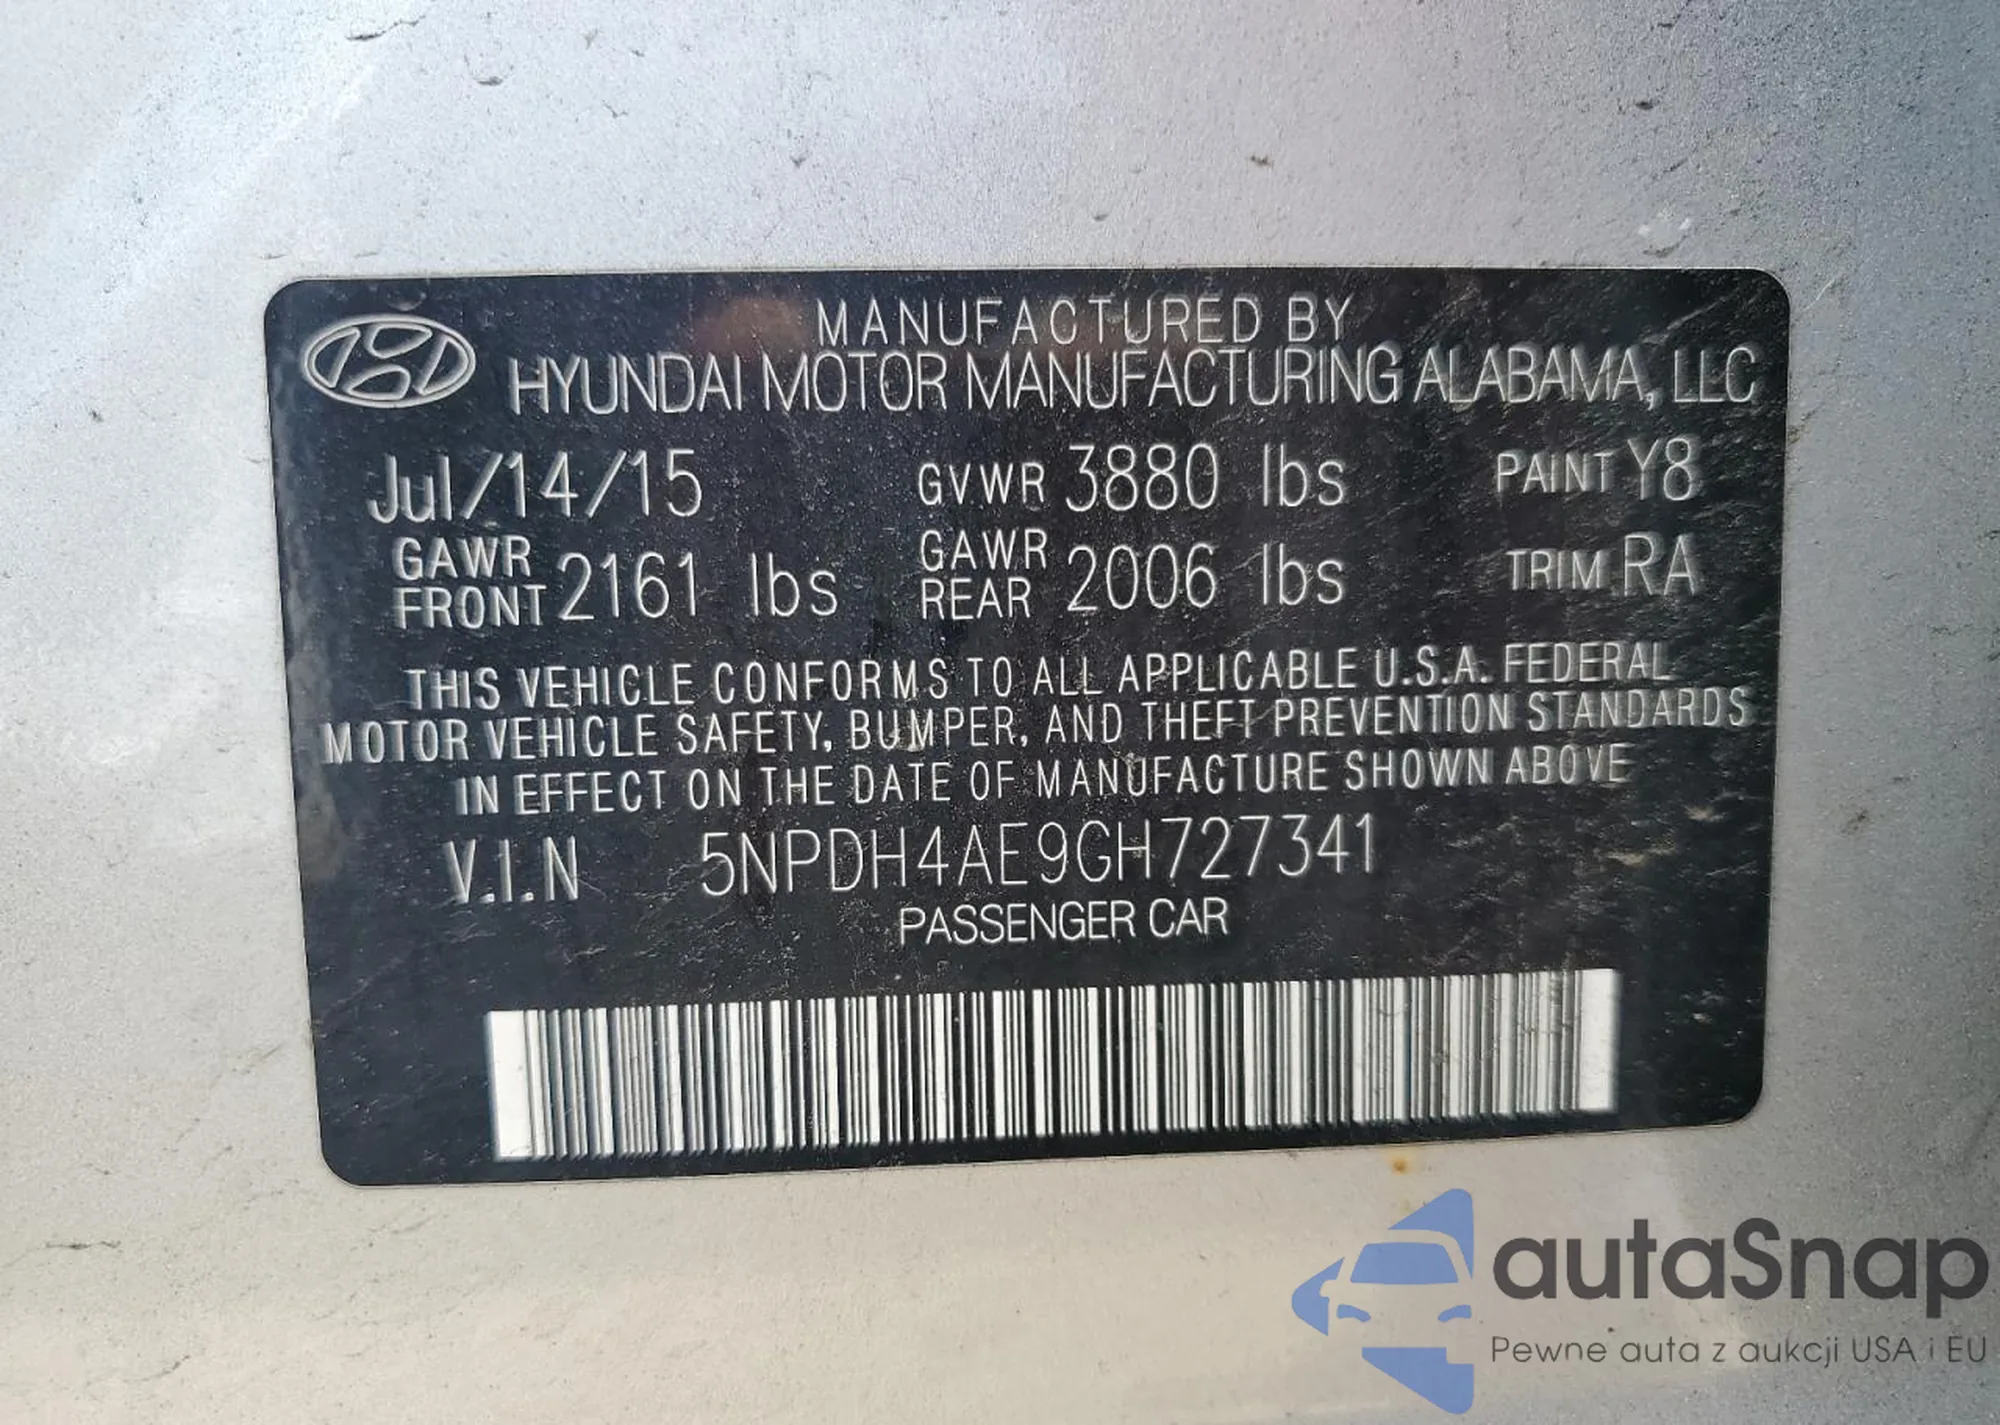 MANUFACTURED BY
HYUNDAI MOTOR MANUFACTURING ALABAMA, LLC
Jul/14/15 GVWR 3880 lbs PAINT Y8
GAWR FRONT 2161 lbs GAWR REAR 2006 lbs TRIM RA
THIS VEHICLE CONFORMS TO ALL APPLICABLE U.S.A. FEDERAL
MOTOR VEHICLE SAFETY, BUMPER, AND THEFT PREVENTION STANDARDS
IN EFFECT ON THE DATE OF MANUFACTURE SHOWN ABOVE
V.I.N 5NPDH4AE9GH727341
PASSENGER CAR
autaSnap
Pewne auta z aukcji USA i EU